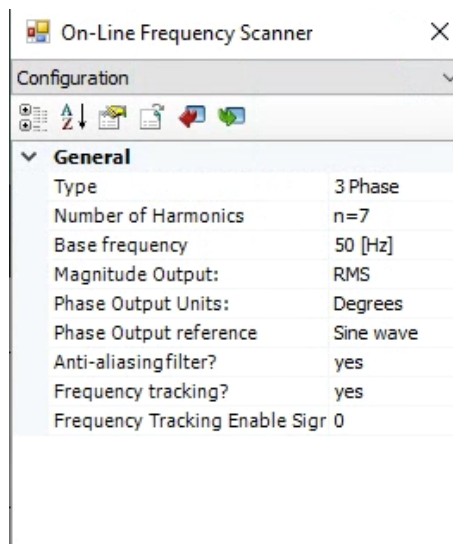 On-Line Frequency Scanner
Configuration
General
Type 3 Phase
Number of Harmonics n=7
Base frequency 50 [Hz]
Magnitude Output: RMS
Phase Output Units: Degrees
Phase Output reference Sine wave
Anti-aliasing filter? yes
Frequency tracking? yes
Frequency Tracking Enable Sigr 0